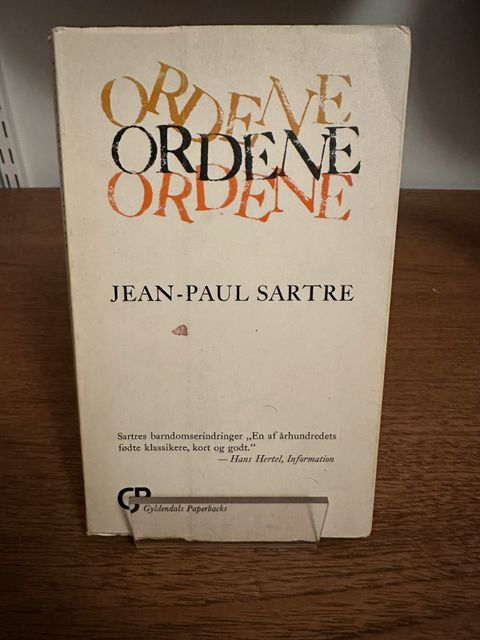 ORDENE
ORDENE
ORDENE
JEAN-PAUL SARTRE
Sartres barndomserindringer „En af århundredets
fødte klassikere, kort og godt.“
— Hans Hertel, Information
GP
Gyldendals Paperbacks